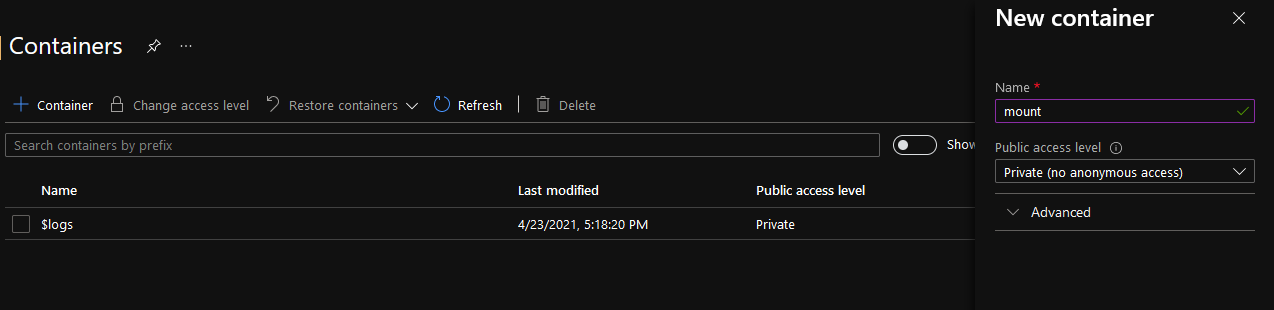 Containers ...
Container Change access level Restore containers Refresh Delete
Search containers by prefix Show
Name Last modified Public access level
$logs 4/23/2021, 5:18:20 PM Private
New container
Name *
mount
Public access level
Private (no anonymous access)
Advanced